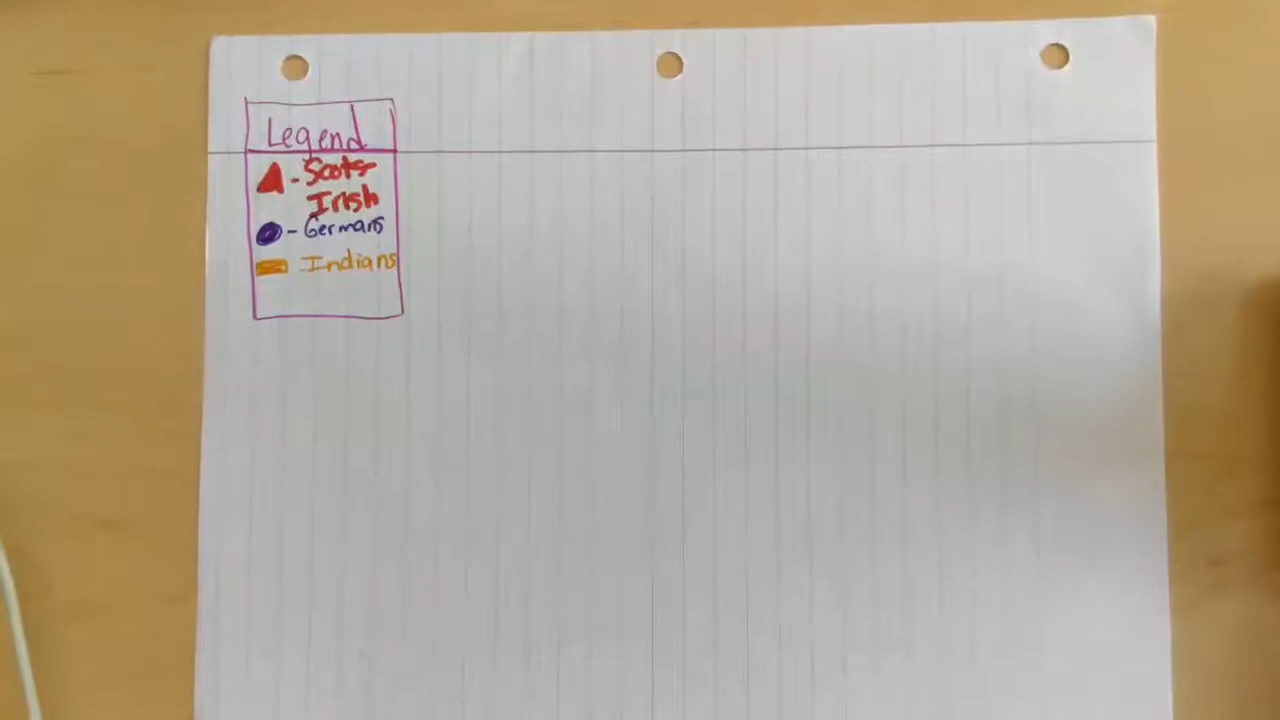 Legend
- Scots-
Irish
- Germans
Indians